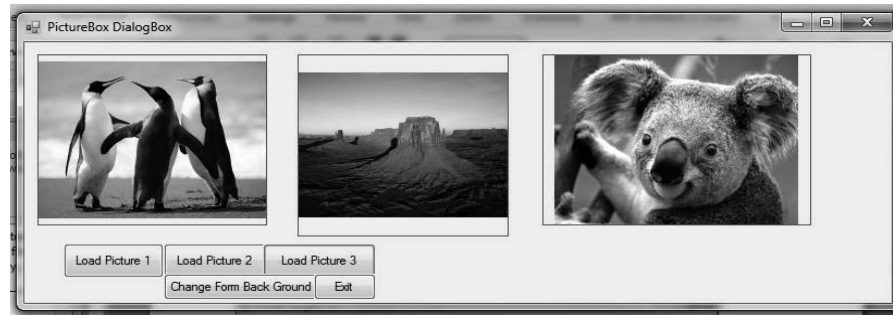 PictureBox DialogBox
Load Picture 1 Load Picture 2 Load Picture 3
Change Form Back Ground Exit